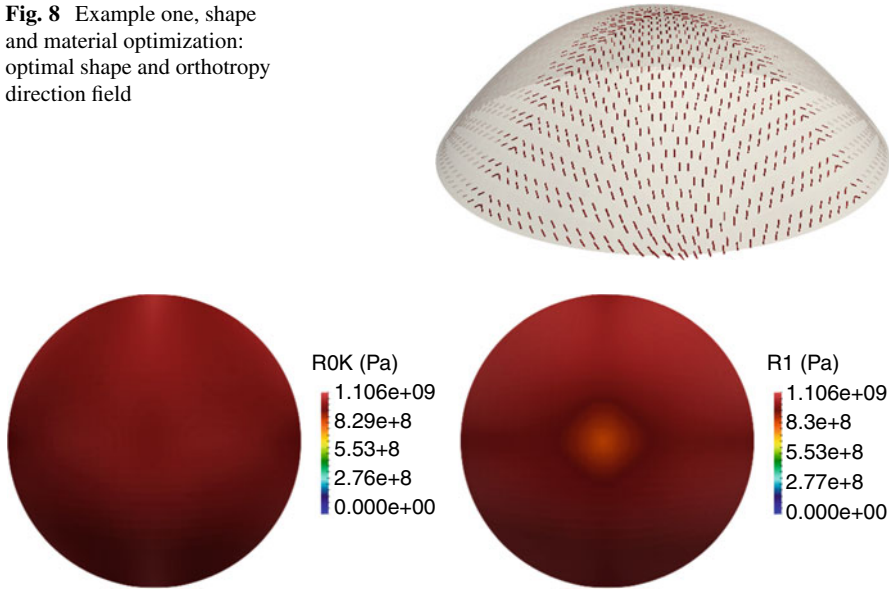 Fig. 8 Example one, shape
and material optimization:
optimal shape and orthotropy
direction field
R0K (Pa)
1.106e+09
8.29e+8
5.53+8
2.76e+8
0.000e+00
R1 (Pa)
1.106e+09
8.3e+8
5.53e+8
2.77e+8
0.000e+00